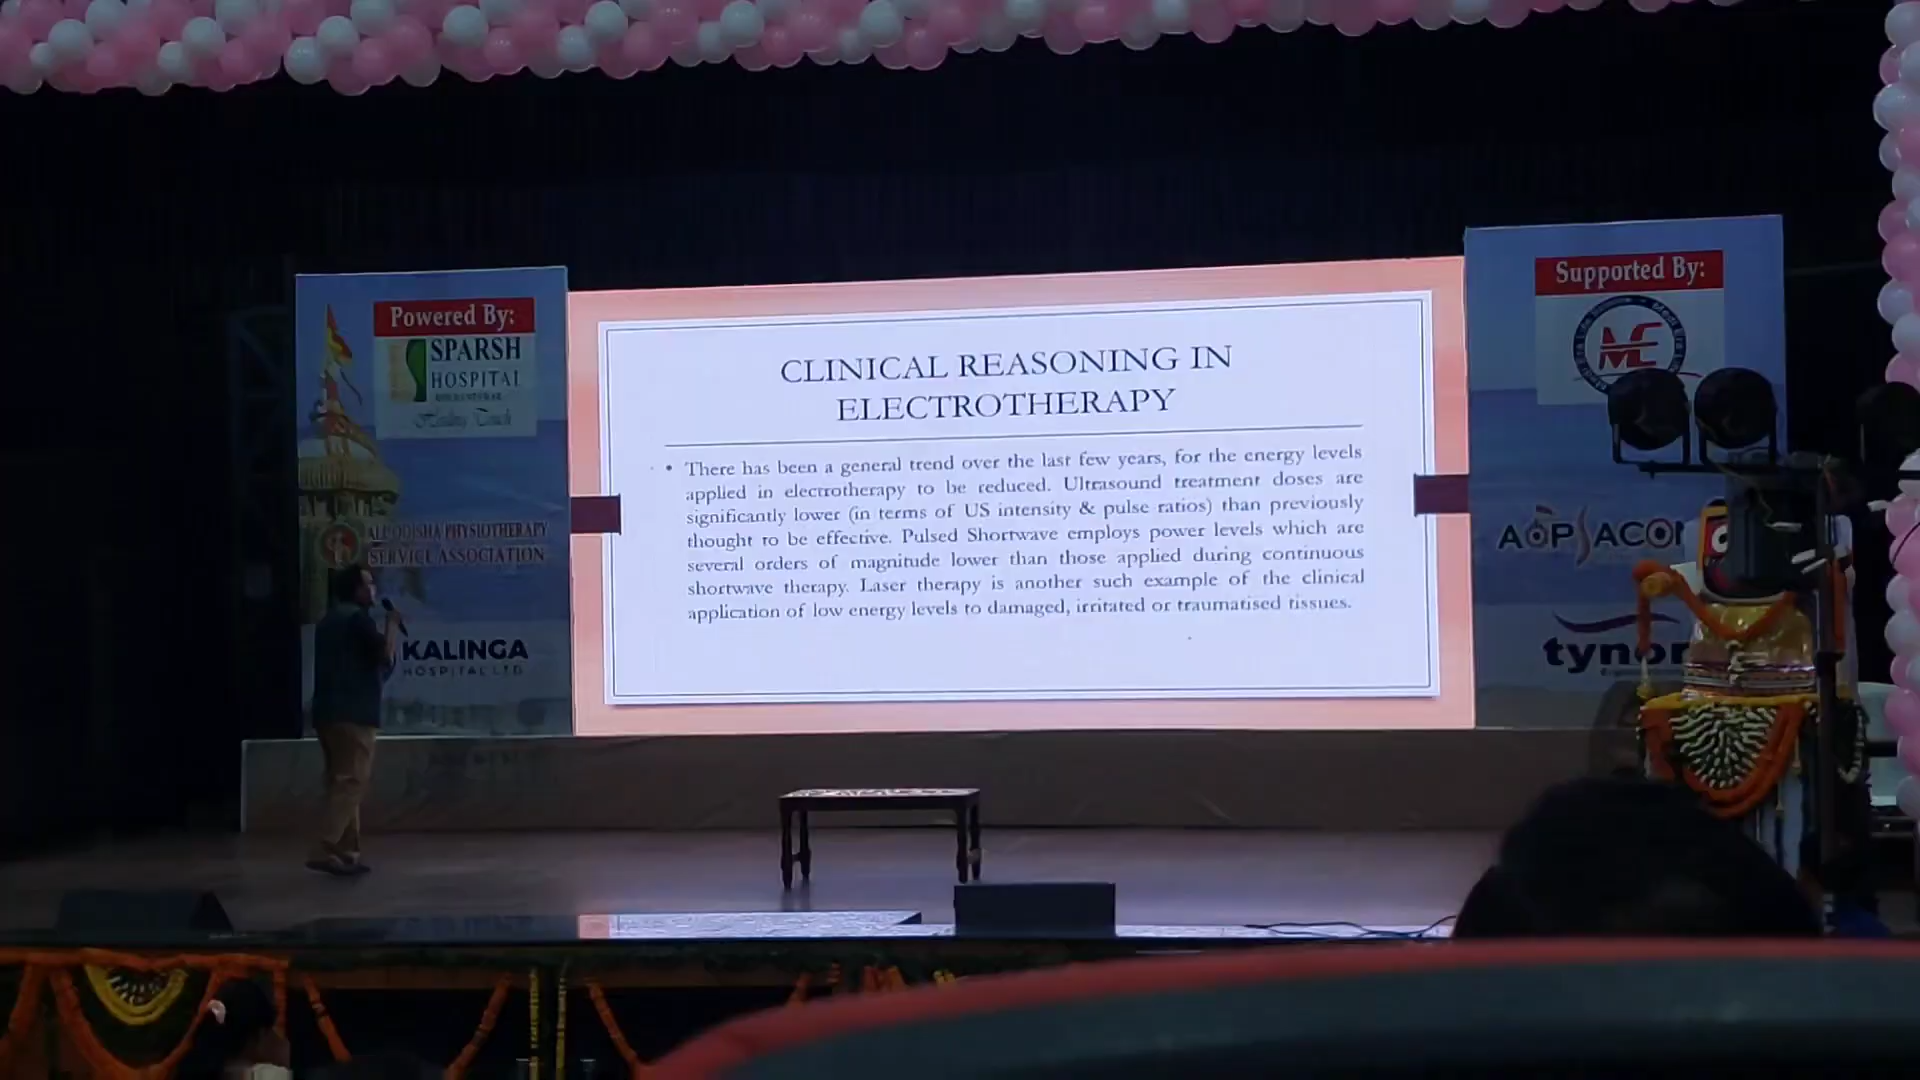 Powered By:
SPARSH
HOSPITAL
Healing Touch
ALL ODISHA PHYSIOTHERAPY
SERVICE ASSOCIATION
KALINGA
HOSPITAL LTD
CLINICAL REASONING IN
ELECTROTHERAPY
• There has been a general trend over the last few years, for the energy levels
applied in electrotherapy to be reduced. Ultrasound treatment doses are
significantly lower (in terms of US intensity & pulse ratios) than previously
thought to be effective. Pulsed Shortwave employs power levels which are
several orders of magnitude lower than those applied during continuous
shortwave therapy. Laser therapy is another such example of the clinical
application of low energy levels to damaged, irritated or traumatised tissues.
Supported By:
ME
AOPSACON
tynor